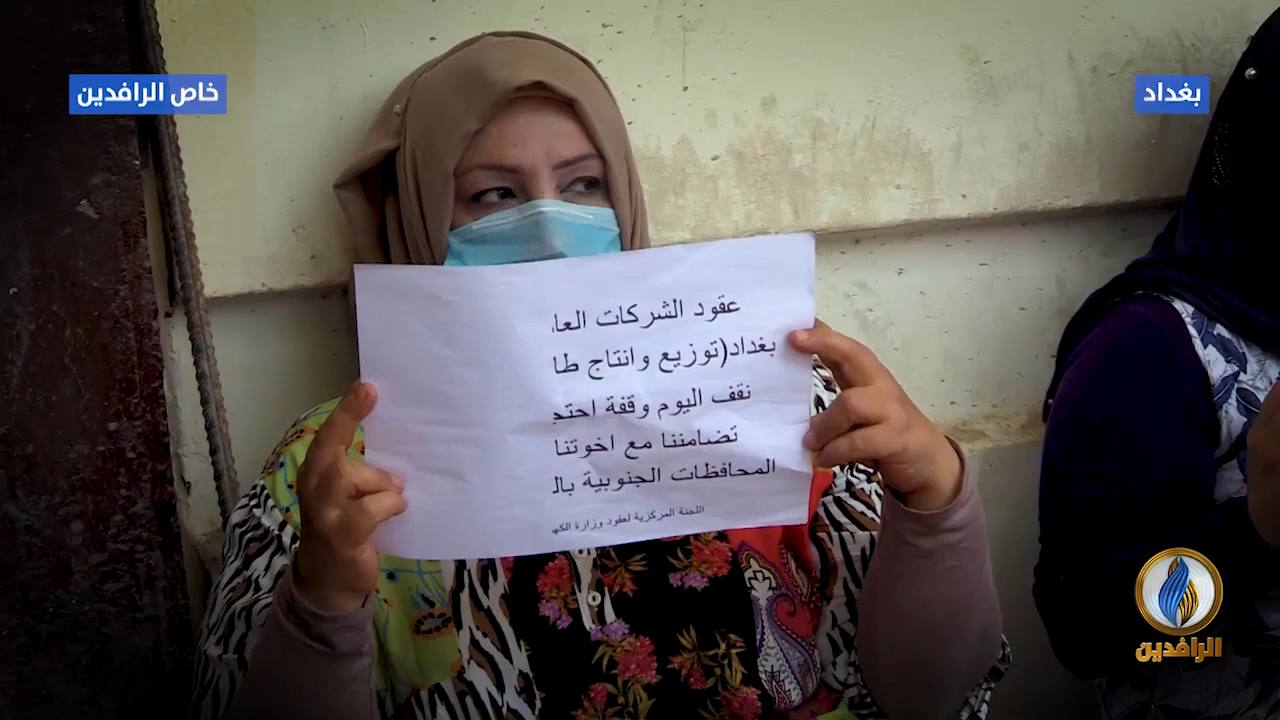 خاص الرافدين
بغداد
عقود الشركات العا
بغداد(توزيع وانتاج طا
نقف اليوم وقفة احتج
تضامننا مع اخوتنا
المحافظات الجنوبية بال
اللجنة المركزية لعقود وزارة الكه
الرافدين